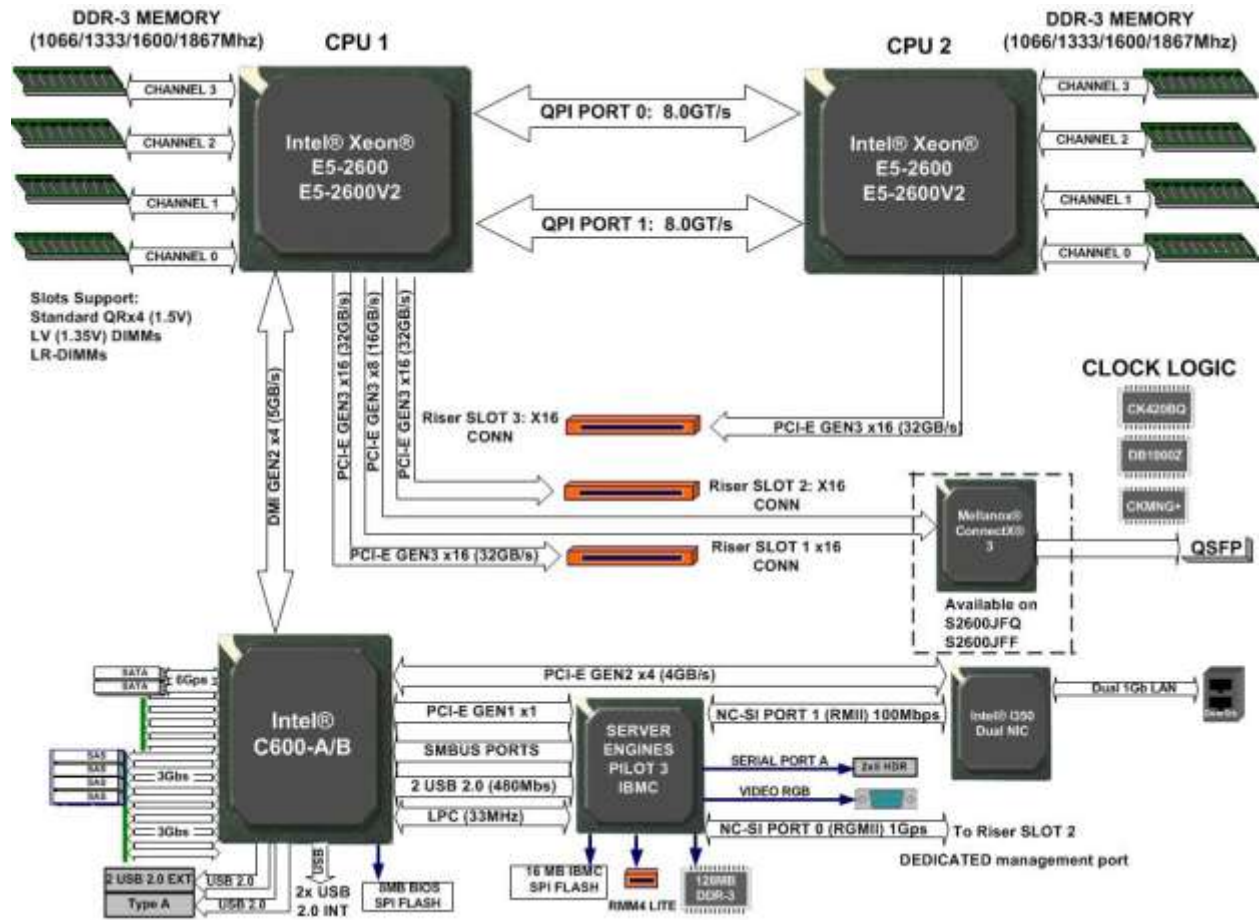 DDR-3 MEMORY
(1066/1333/1600/1867Mhz)
CPU 1
CPU 2
DDR-3 MEMORY
(1066/1333/1600/1867Mhz)
CHANNEL 3
CHANNEL 2
CHANNEL 1
CHANNEL 0
Intel® Xeon®
E5-2600
E5-2600V2
QPI PORT 0: 8.0GT/s
QPI PORT 1: 8.0GT/s
Intel® Xeon®
E5-2600
E5-2600V2
CHANNEL 3
CHANNEL 2
CHANNEL 1
CHANNEL 0
Slots Support:
Standard QRx4 (1.5V)
LV (1.35V) DIMMs
LR-DIMMs
DMI GEN2 x4 (5GB/s)
PCI-E GEN3 x16 (32GB/s)
PCI-E GEN3 x8 (16GB/s)
PCI-E GEN3 x16 (32GB/s)
Riser SLOT 3: X16
CONN
PCI-E GEN3 x16 (32GB/s)
Riser SLOT 2: X16
CONN
PCI-E GEN3 x16 (32GB/s)
Riser SLOT 1 x16
CONN
CLOCK LOGIC
CK420BQ
DB1900Z
CKMNG+
Mellanox®
ConnectX®
3
QSFP
Available on
S2600JFQ
S2600JFF
SATA
SATA
6Gps
SAS
SAS
SAS
SAS
3Gbs
3Gbs
Intel®
C600-A/B
PCI-E GEN2 x4 (4GB/s)
PCI-E GEN1 x1
SMBUS PORTS
2 USB 2.0 (480Mbs)
LPC (33MHz)
SERVER
ENGINES
PILOT 3
IBMC
NC-SI PORT 1 (RMII) 100Mbps
Intel® I350
Dual NIC
Dual 1Gb LAN
SERIAL PORT A
VIDEO RGB
NC-SI PORT 0 (RGMII) 1Gps
To Riser SLOT 2
DEDICATED management port
2 USB 2.0 EXT
USB 2.0
Type A
USB 2.0
USB
2x USB
2.0 INT
8MB BIOS
SPI FLASH
16 MB IBMC
SPI FLASH
RMM4 LITE
128MB
DDR-3